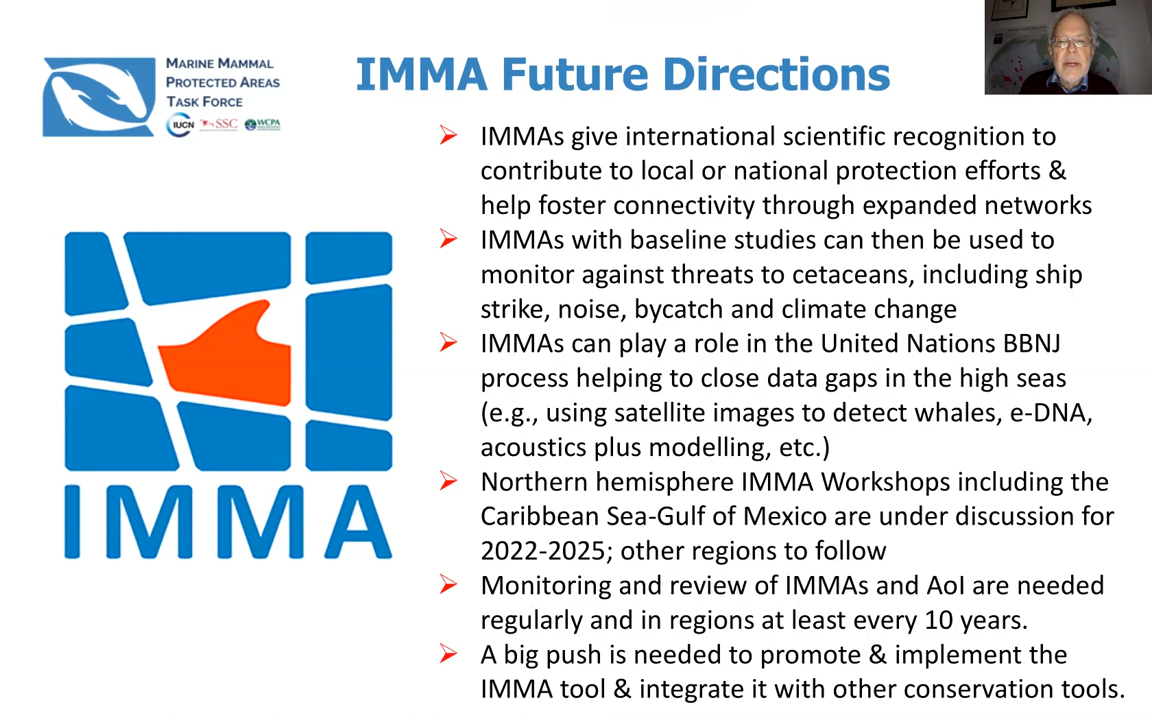 MARINE MAMMAL
PROTECTED AREAS
TASK FORCE
IUCN SSC WCPA
IMMA Future Directions
IMMAs give international scientific recognition to
contribute to local or national protection efforts &
help foster connectivity through expanded networks
IMMAs with baseline studies can then be used to
monitor against threats to cetaceans, including ship
strike, noise, bycatch and climate change
IMMAs can play a role in the United Nations BBNJ
process helping to close data gaps in the high seas
(e.g., using satellite images to detect whales, e-DNA,
acoustics plus modelling, etc.)
Northern hemisphere IMMA Workshops including the
Caribbean Sea-Gulf of Mexico are under discussion for
2022-2025; other regions to follow
Monitoring and review of IMMAs and AoI are needed
regularly and in regions at least every 10 years.
A big push is needed to promote & implement the
IMMA tool & integrate it with other conservation tools.
IMMA